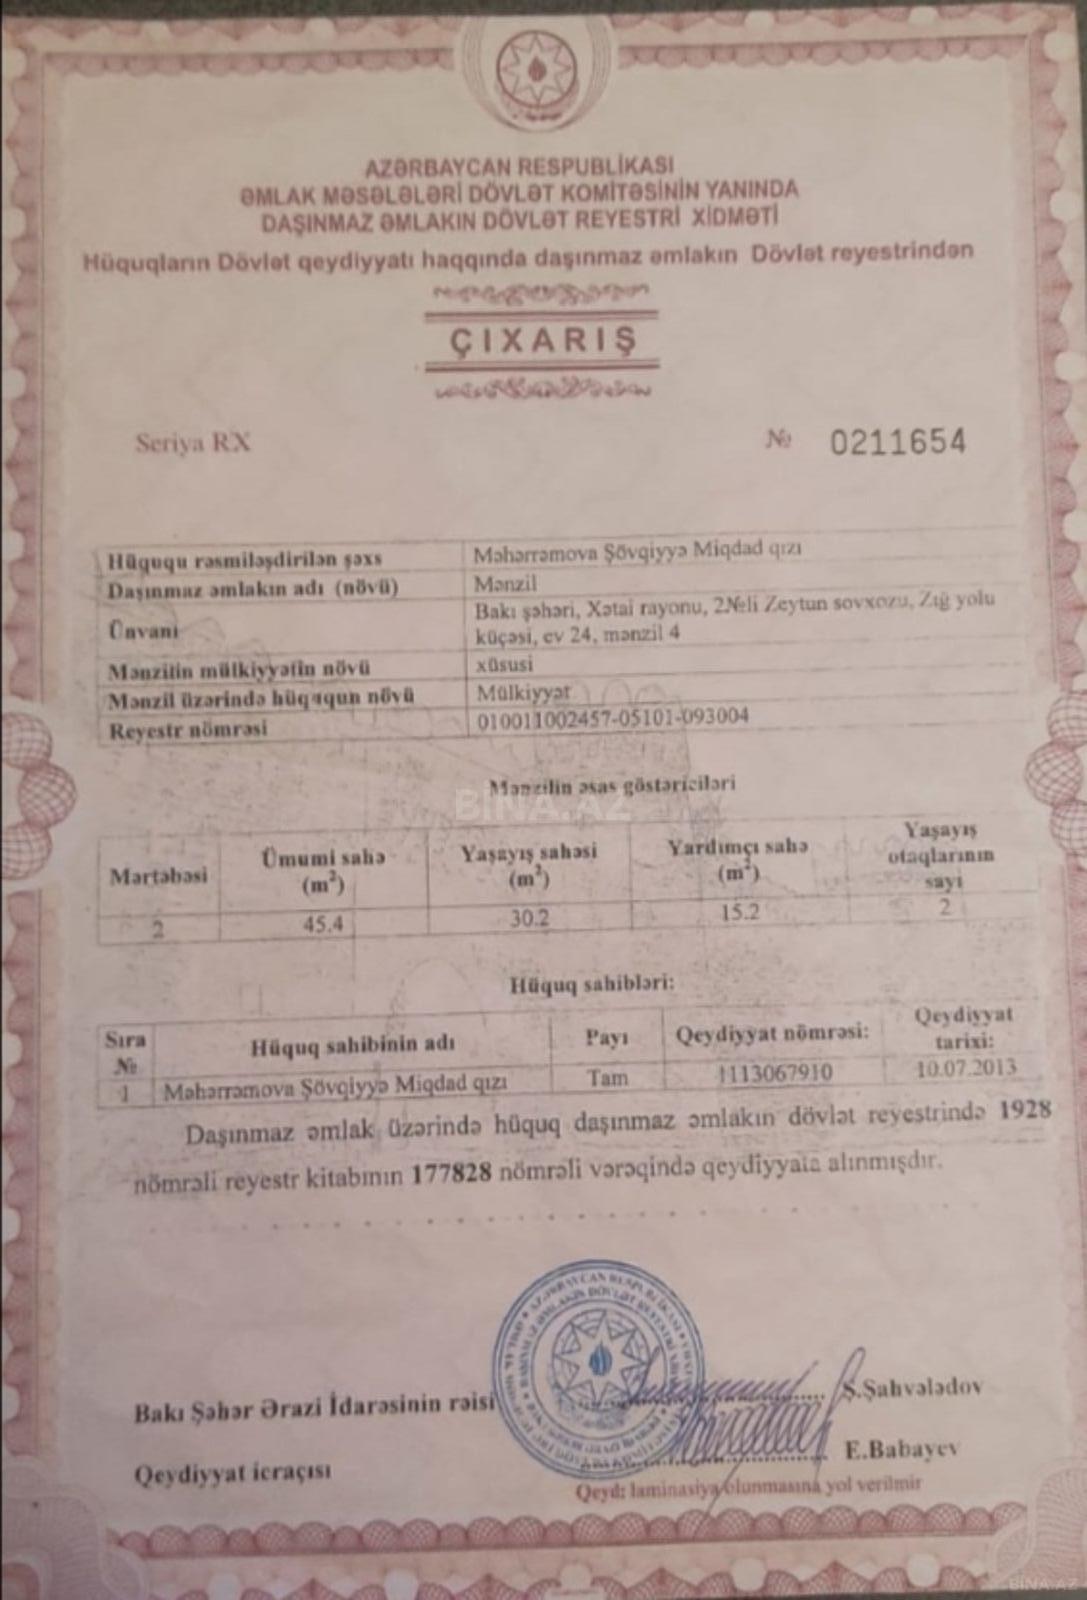 AZƏRBAYCAN RESPUBLİKASI
ƏMLAK MƏSƏLƏLƏRİ DÖVLƏT KOMİTƏSİNİN YANINDA
DAŞINMAZ ƏMLAKIN DÖVLƏT REYESTRİ XİDMƏTİ
Hüquqların Dövlət qeydiyyatı haqqında daşınmaz əmlakın Dövlət reyestrindən
ÇIXARIŞ
Seriya RX № 0211654
Hüququ rəsmiləşdirilən şəxs Məhərrəmova Şövqiyyə Miqdad qızı
Daşınmaz əmlakın adı (növü) Mənzil
Ünvanı Bakı şəhəri, Xətai rayonu, 2№li Zeytun sovxozu, Zığ yolu
küçəsi, ev 24, mənzil 4
Mənzilin mülkiyyətin növü xüsusi
Mənzil üzərində hüququn növü Mülkiyyət
Reyestr nömrəsi 010011002457-05101-093004
Mənzilin əsas göstəriciləri
BİNA.AZ
Mərtəbəsi Ümumi sahə (m²) Yaşayış sahəsi (m²) Yardımçı sahə (m²) Yaşayış otaqlarının sayı
2 45.4 30.2 15.2 2
Hüquq sahibləri:
Sıra № Hüquq sahibinin adı Payı Qeydiyyat nömrəsi: Qeydiyyat tarixi:
1 Məhərrəmova Şövqiyyə Miqdad qızı Tam 1113067910 10.07.2013
Daşınmaz əmlak üzərində hüquq daşınmaz əmlakın dövlət reyestrində 1928
nömrəli reyestr kitabının 177828 nömrəli vərəqində qeydiyyata alınmışdır.
Bakı Şəhər Ərazi İdarəsinin rəisi S.Şahvələdov
Qeydiyyat icraçısı E.Babayev
Qeyd: laminasiya olunmasına yol verilmir
BİNA.AZ